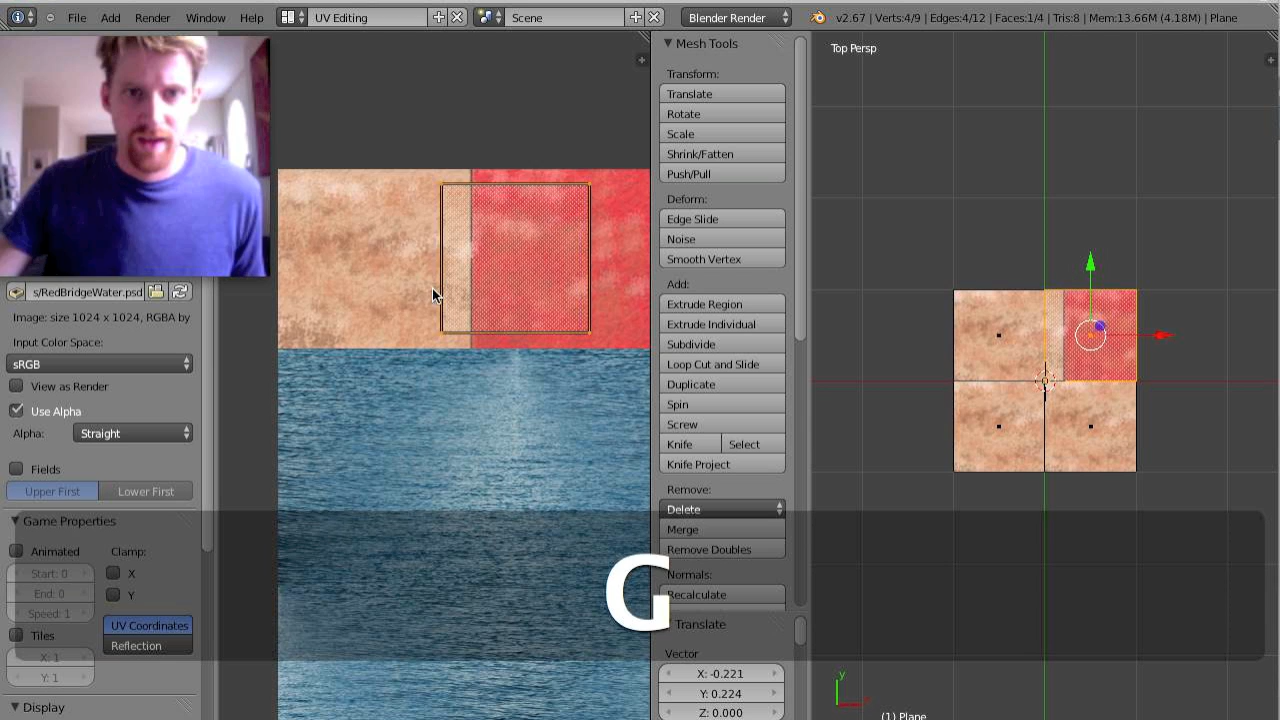 File Add Render Window Help UV Editing Scene Blender Render v2.67 | Verts:4/9 | Edges:4/12 | Faces:1/4 | Tris:8 | Mem:13.66M (4.18M) | Plane
Mesh Tools
Top Persp
Transform:
Translate
Rotate
Scale
Shrink/Fatten
Push/Pull
Deform:
Edge Slide
Noise
Smooth Vertex
Add:
Extrude Region
Extrude Individual
Subdivide
Loop Cut and Slide
Duplicate
Spin
Screw
Knife Select
Knife Project
Remove:
Delete
Merge
Remove Doubles
Normals:
Recalculate
Translate
Vector
X: -0.221
Y: 0.224
Z: 0.000
s/RedBridgeWater.psd
Image: size 1024 x 1024, RGBA by
Input Color Space:
sRGB
View as Render
Use Alpha
Alpha: Straight
Fields
Upper First Lower First
Game Properties
Animated Clamp:
Start: 0 X
End: 0 Y
Speed: 1
Tiles UV Coordinates
X: 1 Reflection
Y: 1
Display
G
y
(1) Plane